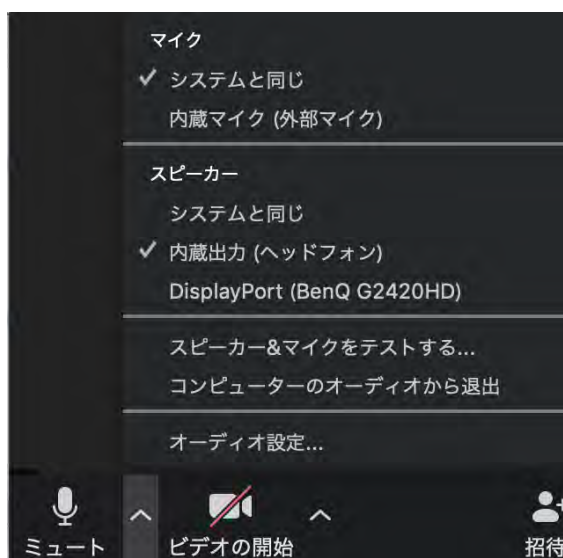 マイク
システムと同じ
内蔵マイク (外部マイク)
スピーカー
システムと同じ
内蔵出力 (ヘッドフォン)
DisplayPort (BenQ G2420HD)
スピーカー&マイクをテストする...
コンピューターのオーディオから退出
オーディオ設定...
ミュート
ビデオの開始
招待